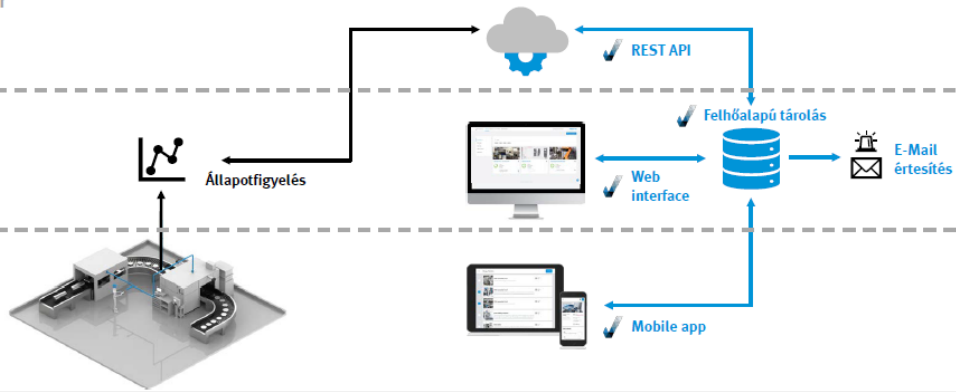 REST API
Felhőalapú tárolás
E-Mail
értesítés
Állapotfigyelés
Web
interface
Mobile app